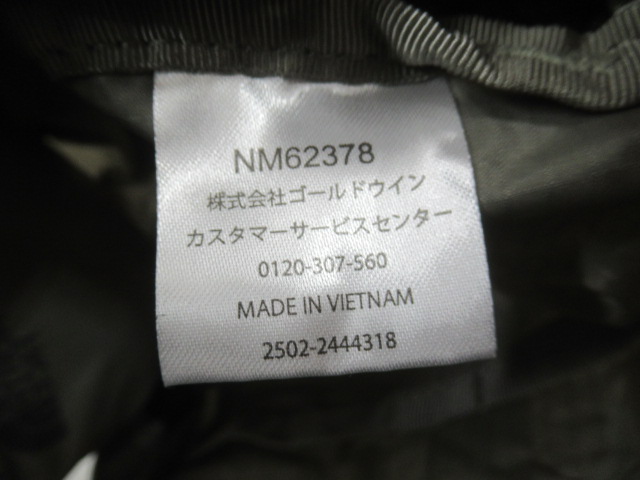 NM62378
株式会社ゴールドウイン
カスタマーサービスセンター
0120-307-560
MADE IN VIETNAM
2502-2444318